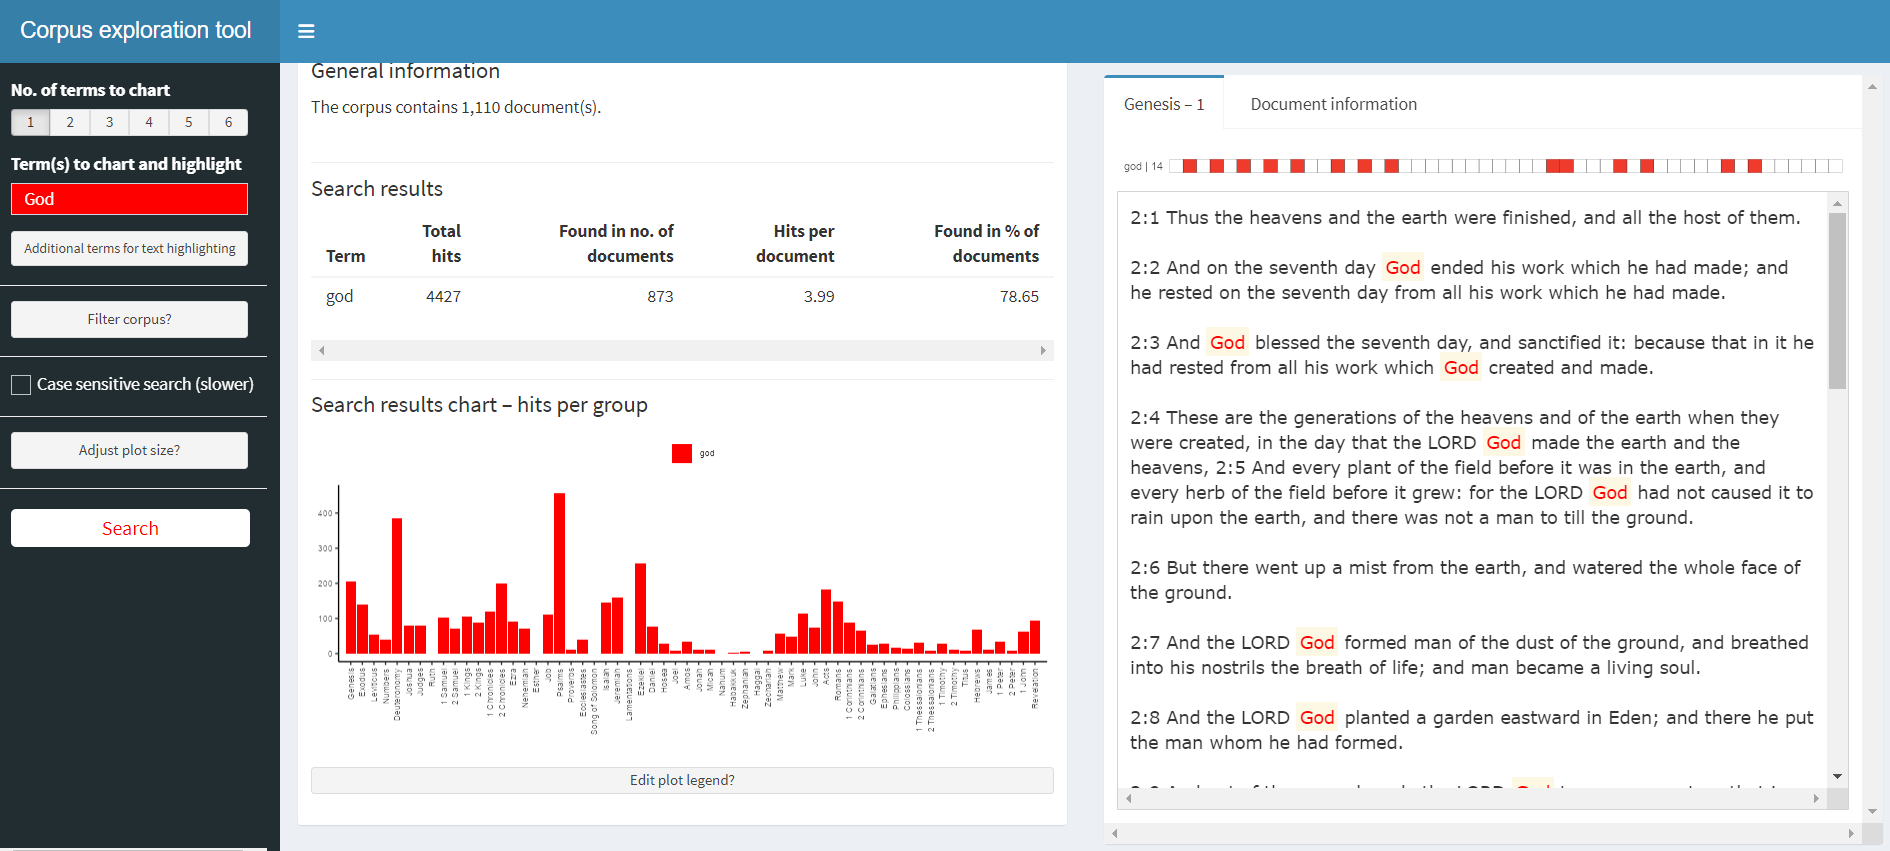 Corpus exploration tool
No. of terms to chart
1 2 3 4 5 6
Term(s) to chart and highlight
God
Additional terms for text highlighting
Filter corpus?
Case sensitive search (slower)
Adjust plot size?
Search
General information
The corpus contains 1,110 document(s).
Search results
Term Total hits Found in no. of documents Hits per document Found in % of documents
god 4427 873 3.99 78.65
Search results chart – hits per group
god
400
300
200
100
0
Genesis
Exodus
Leviticus
Numbers
Deuteronomy
Joshua
Judges
Ruth
1 Samuel
2 Samuel
1 Kings
2 Kings
1 Chronicles
2 Chronicles
Ezra
Nehemiah
Esther
Job
Psalms
Proverbs
Ecclesiastes
Song of Solomon
Isaiah
Jeremiah
Lamentations
Ezekiel
Daniel
Hosea
Joel
Amos
Jonah
Micah
Nahum
Habakkuk
Zephaniah
Haggai
Zechariah
Matthew
Mark
Luke
John
Acts
Romans
1 Corinthians
2 Corinthians
Galatians
Ephesians
Philippians
Colossians
1 Thessalonians
2 Thessalonians
1 Timothy
2 Timothy
Titus
Hebrews
James
1 Peter
2 Peter
1 John
Revelation
Edit plot legend?
Genesis – 1
Document information
god | 14
2:1 Thus the heavens and the earth were finished, and all the host of them.
2:2 And on the seventh day God ended his work which he had made; and
he rested on the seventh day from all his work which he had made.
2:3 And God blessed the seventh day, and sanctified it: because that in it he
had rested from all his work which God created and made.
2:4 These are the generations of the heavens and of the earth when they
were created, in the day that the LORD God made the earth and the
heavens, 2:5 And every plant of the field before it was in the earth, and
every herb of the field before it grew: for the LORD God had not caused it to
rain upon the earth, and there was not a man to till the ground.
2:6 But there went up a mist from the earth, and watered the whole face of
the ground.
2:7 And the LORD God formed man of the dust of the ground, and breathed
into his nostrils the breath of life; and man became a living soul.
2:8 And the LORD God planted a garden eastward in Eden; and there he put
the man whom he had formed.